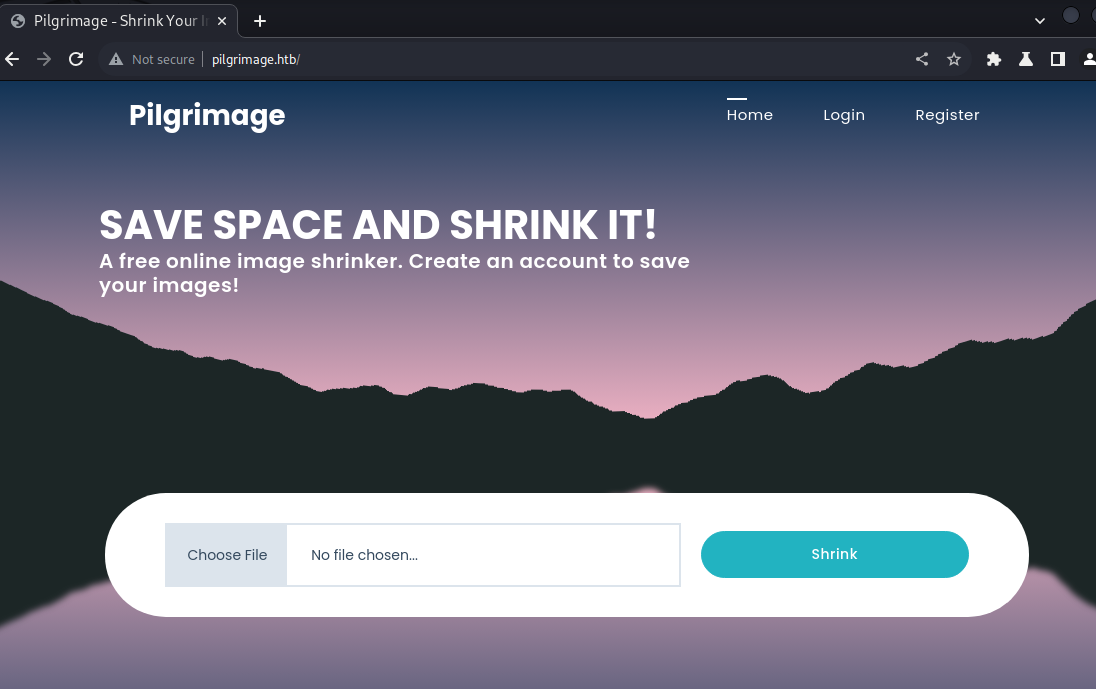 Pilgrimage - Shrink Your I
Not secure pilgrimage.htb/
Pilgrimage Home Login Register
SAVE SPACE AND SHRINK IT!
A free online image shrinker. Create an account to save
your images!
Choose File No file chosen... Shrink